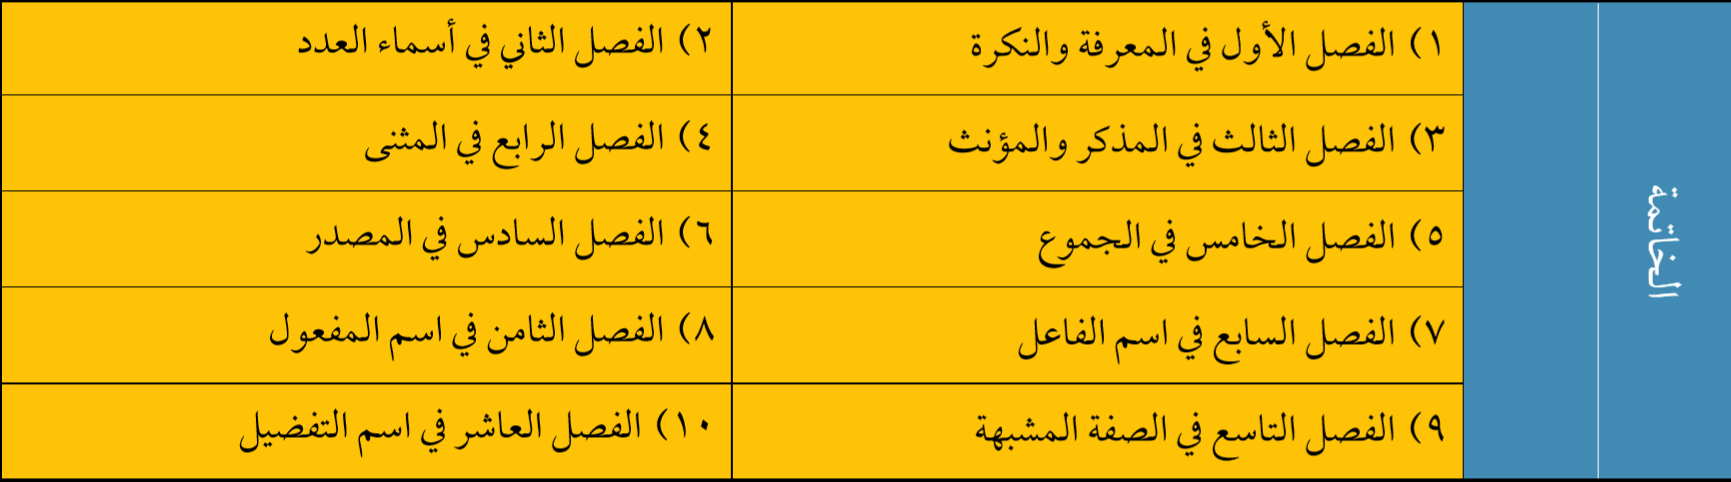 الخاتمة
١) الفصل الأول في المعرفة والنكرة
٢) الفصل الثاني في أسماء العدد
٣) الفصل الثالث في المذكر والمؤنث
٤) الفصل الرابع في المثنى
٥) الفصل الخامس في الجموع
٦) الفصل السادس في المصدر
٧) الفصل السابع في اسم الفاعل
٨) الفصل الثامن في اسم المفعول
٩) الفصل التاسع في الصفة المشبهة
١٠) الفصل العاشر في اسم التفضيل